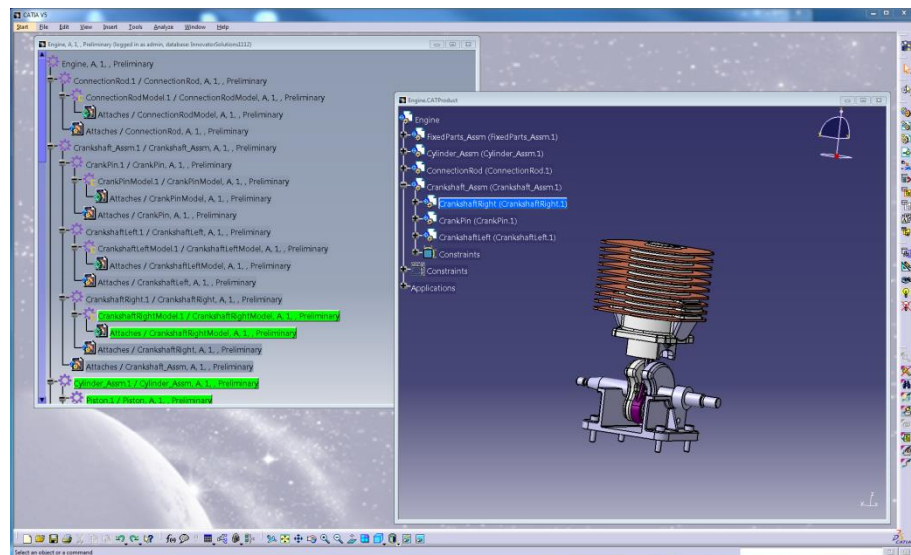 CATIA V5
Start File Edit View Insert Tools Analyze Window Help
Engine, A, 1, , Preliminary (logged in as admin, database: InnovatorSolutions1112)
Engine, A, 1, , Preliminary
ConnectionRod.1 / ConnectionRod, A, 1, , Preliminary
ConnectionRodModel.1 / ConnectionRodModel, A, 1, , Preliminary
Attaches / ConnectionRodModel, A, 1, , Preliminary
Attaches / ConnectionRod, A, 1, , Preliminary
Crankshaft_Assm.1 / Crankshaft_Assm, A, 1, , Preliminary
CrankPin.1 / CrankPin, A, 1, , Preliminary
CrankPinModel.1 / CrankPinModel, A, 1, , Preliminary
Attaches / CrankPinModel, A, 1, , Preliminary
Attaches / CrankPin, A, 1, , Preliminary
CrankshaftLeft.1 / CrankshaftLeft, A, 1, , Preliminary
CrankshaftLeftModel.1 / CrankshaftLeftModel, A, 1, , Preliminary
Attaches / CrankshaftLeftModel, A, 1, , Preliminary
Attaches / CrankshaftLeft, A, 1, , Preliminary
CrankshaftRight.1 / CrankshaftRight, A, 1, , Preliminary
CrankshaftRightModel.1 / CrankshaftRightModel, A, 1, , Preliminary
Attaches / CrankshaftRightModel, A, 1, , Preliminary
Attaches / CrankshaftRight, A, 1, , Preliminary
Attaches / Crankshaft_Assm, A, 1, , Preliminary
Cylinder_Assm.1 / Cylinder_Assm, A, 1, , Preliminary
Piston.1 / Piston, A, 1, , Preliminary
Engine.CATProduct
Engine
FixedParts_Assm (FixedParts_Assm.1)
Cylinder_Assm (Cylinder_Assm.1)
ConnectionRod (ConnectionRod.1)
Crankshaft_Assm (Crankshaft_Assm.1)
CrankshaftRight (CrankshaftRight.1)
CrankPin (CrankPin.1)
CrankshaftLeft (CrankshaftLeft.1)
Constraints
Constraints
Applications
Select an object or a command